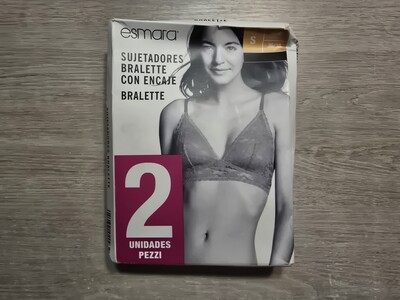 esmara
S
SUJETADORES
BRALETTE
CON ENCAJE
BRALETTE
2
UNIDADES
PEZZI